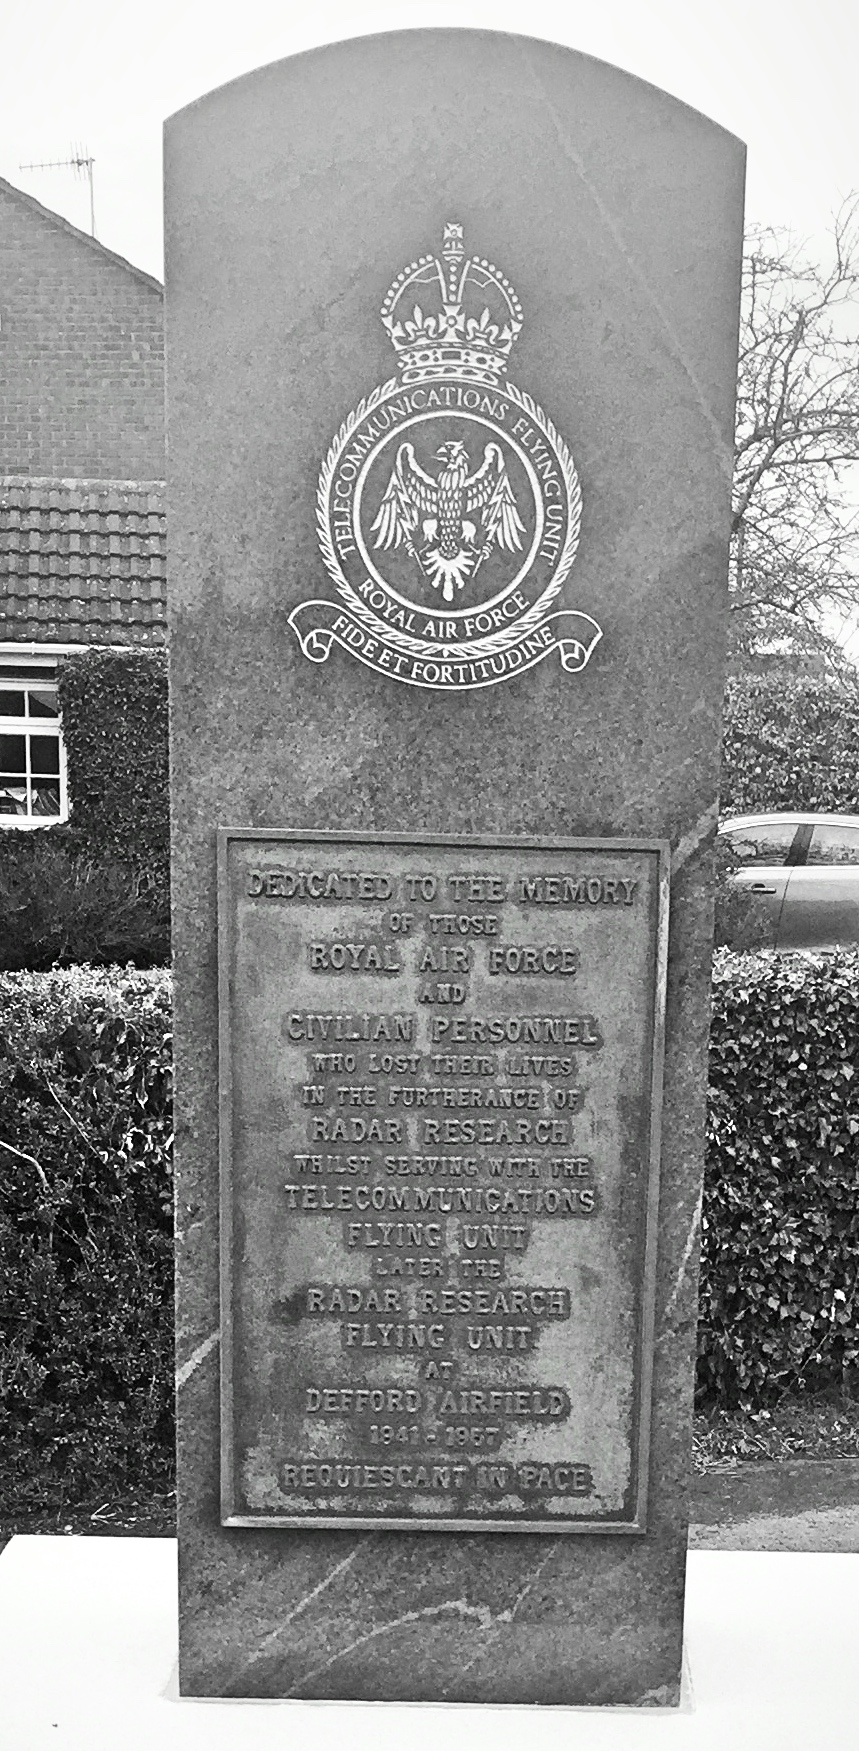 TELECOMMUNICATIONS FLYING UNIT
ROYAL AIR FORCE
FIDE ET FORTITUDINE
DEDICATED TO THE MEMORY
OF THOSE
ROYAL AIR FORCE
AND
CIVILIAN PERSONNEL
WHO LOST THEIR LIVES
IN THE FURTHERANCE OF
RADAR RESEARCH
WHILST SERVING WITH THE
TELECOMMUNICATIONS
FLYING UNIT
LATER THE
RADAR RESEARCH
FLYING UNIT
AT
DEFFORD AIRFIELD
1941 - 1957
REQUIESCANT IN PACE